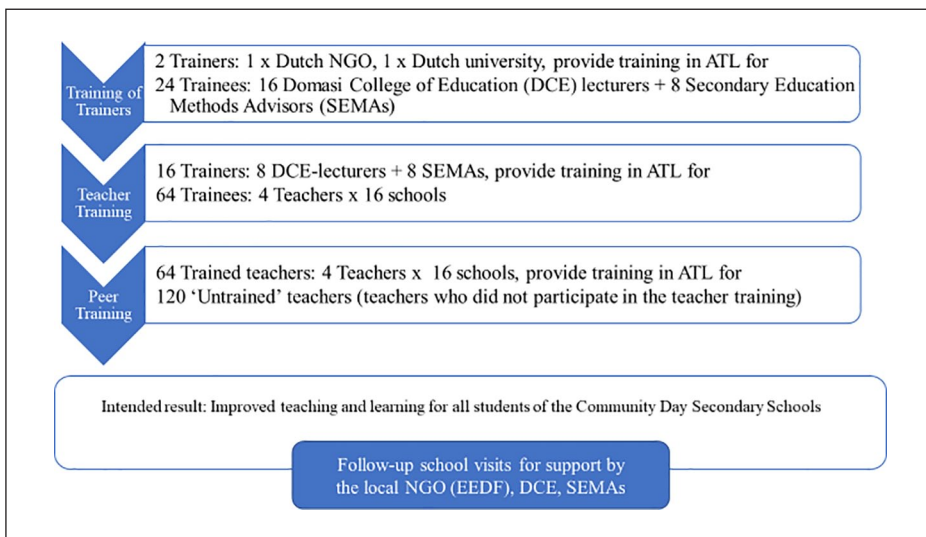 Training of
Trainers
2 Trainers: 1 x Dutch NGO, 1 x Dutch university, provide training in ATL for
24 Trainees: 16 Domasi College of Education (DCE) lecturers + 8 Secondary Education
Methods Advisors (SEMAs)
Teacher
Training
16 Trainers: 8 DCE-lecturers + 8 SEMAs, provide training in ATL for
64 Trainees: 4 Teachers x 16 schools
Peer
Training
64 Trained teachers: 4 Teachers x 16 schools, provide training in ATL for
120 ‘Untrained’ teachers (teachers who did not participate in the teacher training)
Intended result: Improved teaching and learning for all students of the Community Day Secondary Schools
Follow-up school visits for support by
the local NGO (EEDF), DCE, SEMAs